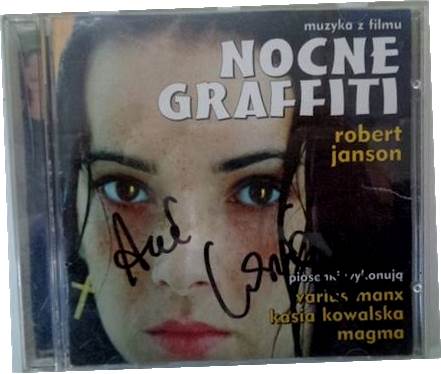 muzyka z filmu
NOCNE
GRAFFITI
robert
janson
piosenki wykonują
varius manx
kasia kowalska
magma